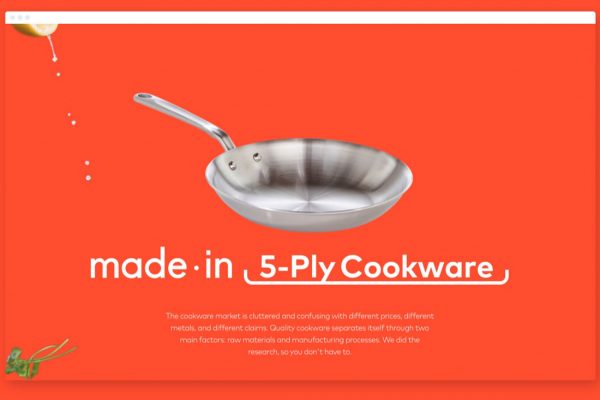 made·in 5-Ply Cookware
The cookware market is cluttered and confusing with different prices, different
metals, and different claims. Quality cookware separates itself through two
main factors: raw materials and manufacturing processes. We did the
research, so you don't have to.